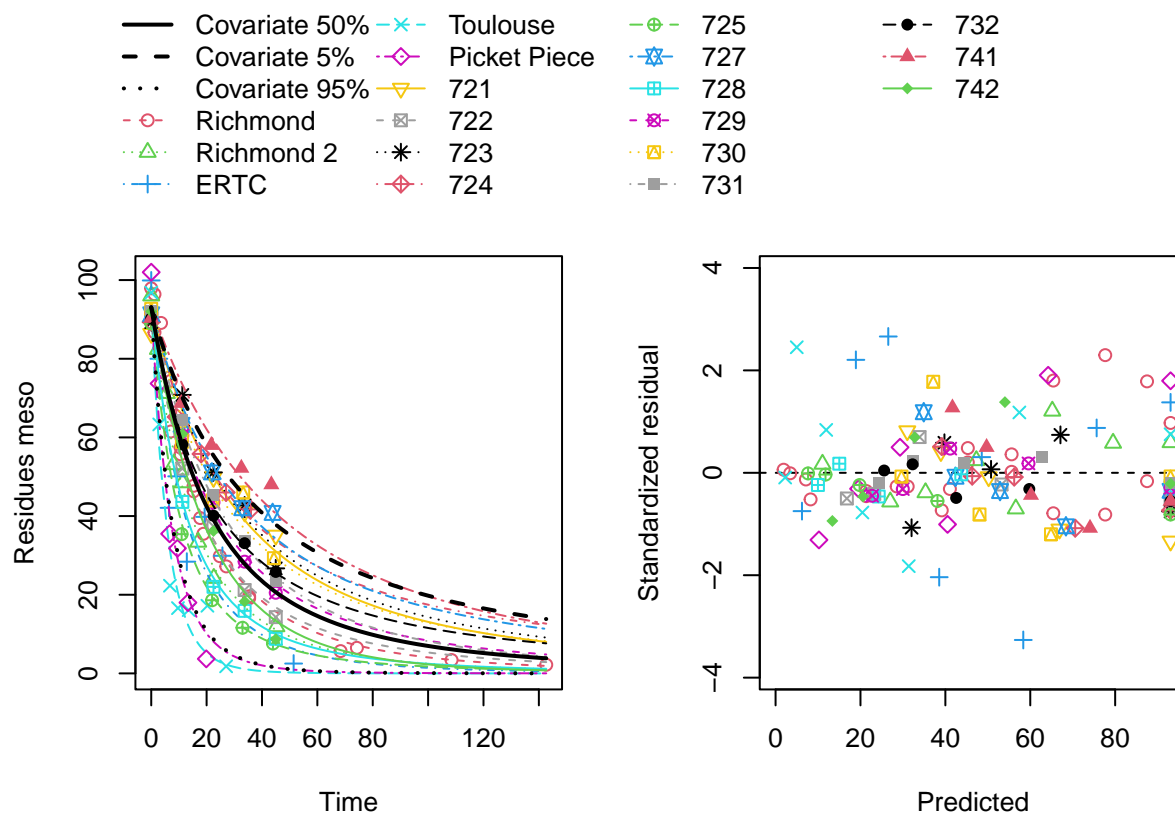 Covariate 50% Toulouse 725 732
Covariate 5% Picket Piece 727 741
Covariate 95% 721 728 742
Richmond 722 729
Richmond 2 723 730
ERTC 724 731
Residues meso
100
80
60
40
20
0
0 20 40 60 80 120
Time
Standardized residual
4
2
0
−2
−4
0 20 40 60 80
Predicted